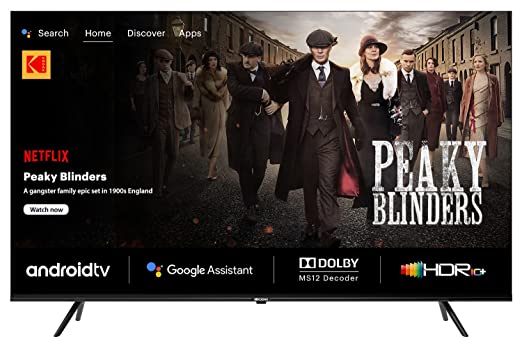 Search Home Discover Apps
Kodak
NETFLIX
Peaky Blinders
A gangster family epic set in 1900s England
Watch now
PEAKY
BLINDERS
androidtv
Google Assistant
DOLBY
MS12 Decoder
HDR10+
KODAK